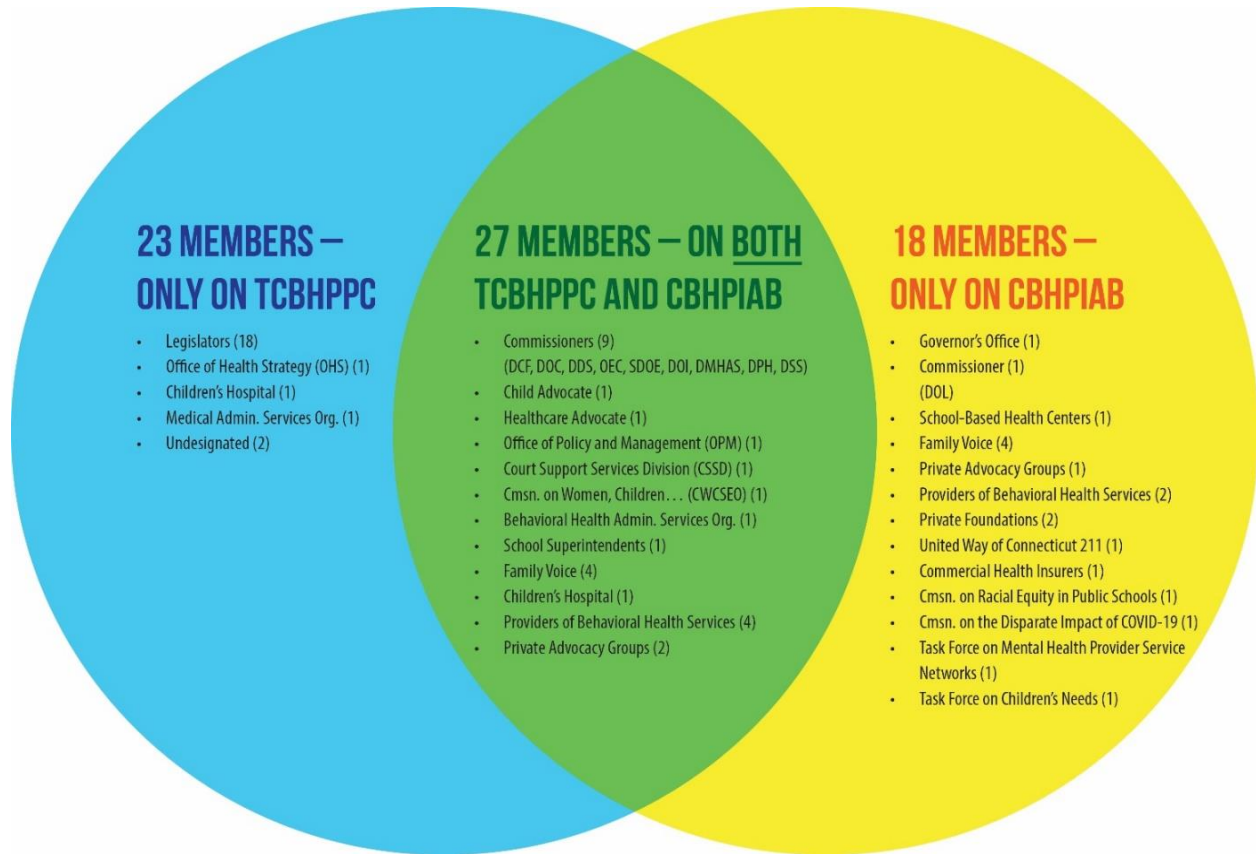 23 MEMBERS –
ONLY ON TCBHPPC
• Legislators (18)
• Office of Health Strategy (OHS) (1)
• Children's Hospital (1)
• Medical Admin. Services Org. (1)
• Undesignated (2)
27 MEMBERS – ON BOTH
TCBHPPC AND CBHPIAB
• Commissioners (9)
(DCF, DOC, DDS, OEC, SDOE, DOI, DMHAS, DPH, DSS)
• Child Advocate (1)
• Healthcare Advocate (1)
• Office of Policy and Management (OPM) (1)
• Court Support Services Division (CSSD) (1)
• Cmsn. on Women, Children… (CWCSEO) (1)
• Behavioral Health Admin. Services Org. (1)
• School Superintendents (1)
• Family Voice (4)
• Children's Hospital (1)
• Providers of Behavioral Health Services (4)
• Private Advocacy Groups (2)
18 MEMBERS –
ONLY ON CBHPIAB
• Governor's Office (1)
• Commissioner (1)
(DOL)
• School-Based Health Centers (1)
• Family Voice (4)
• Private Advocacy Groups (1)
• Providers of Behavioral Health Services (2)
• Private Foundations (2)
• United Way of Connecticut 211 (1)
• Commercial Health Insurers (1)
• Cmsn. on Racial Equity in Public Schools (1)
• Cmsn. on the Disparate Impact of COVID-19 (1)
• Task Force on Mental Health Provider Service
Networks (1)
• Task Force on Children's Needs (1)